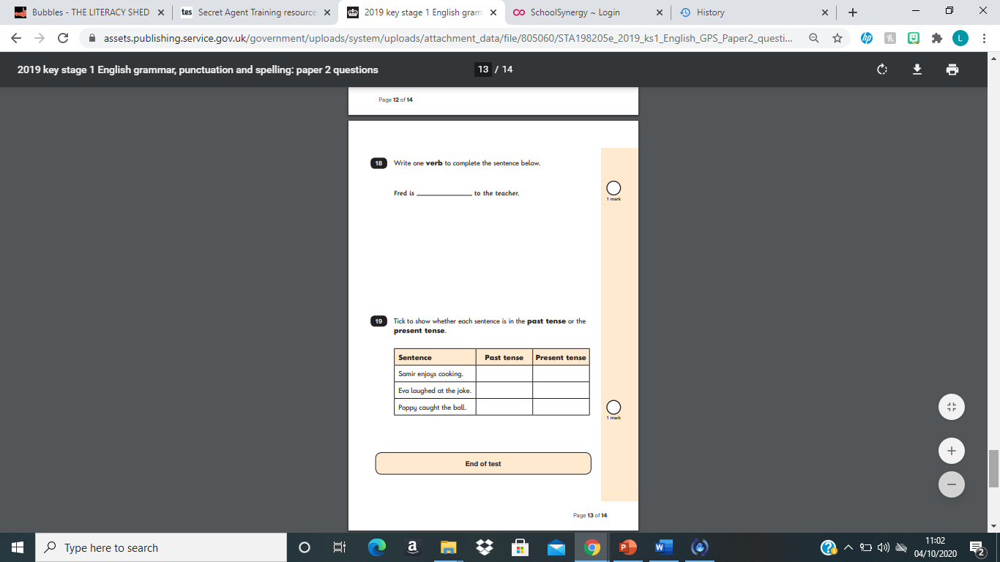 Bubbles - THE LITERACY SHED
tes Secret Agent Training resource
2019 key stage 1 English gram
SchoolSynergy ~ Login
History
assets.publishing.service.gov.uk/government/uploads/system/uploads/attachment_data/file/805060/STA198205e_2019_ks1_English_GPS_Paper2_questi...
L
2019 key stage 1 English grammar, punctuation and spelling: paper 2 questions
13 / 14
Page 12 of 14
18 Write one verb to complete the sentence below.
Fred is ______________ to the teacher.
1 mark
19 Tick to show whether each sentence is in the past tense or the
present tense.
Sentence Past tense Present tense
Samir enjoys cooking.
Eva laughed at the joke.
Poppy caught the ball.
1 mark
End of test
Page 13 of 14
Type here to search
11:02
04/10/2020
2